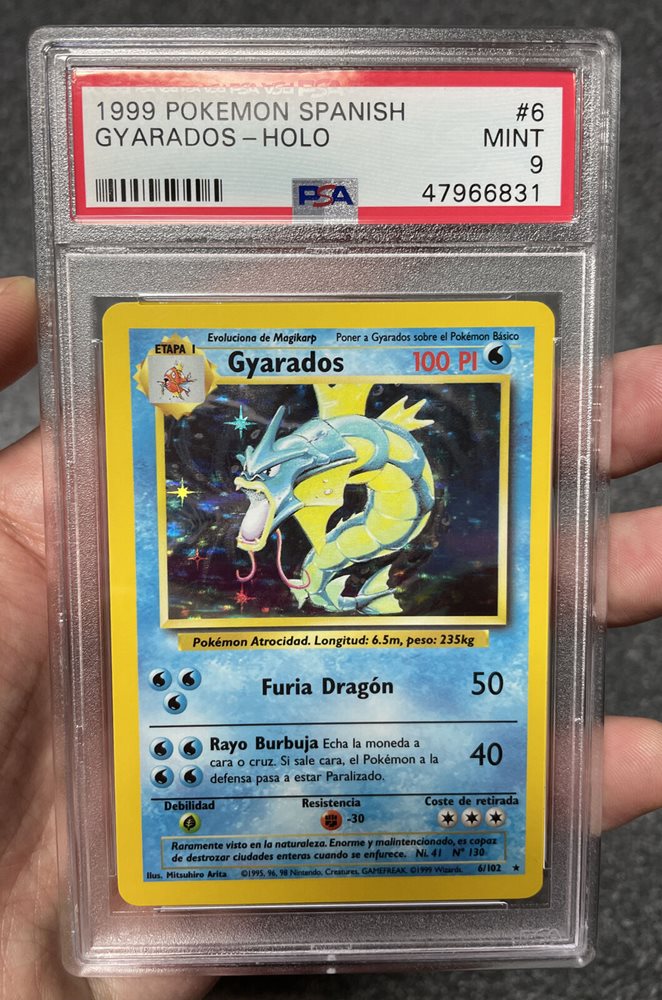 1999 POKEMON SPANISH #6
GYARADOS - HOLO MINT
9
PSA 47966831
Evoluciona de Magikarp Poner a Gyarados sobre el Pokémon Básico
ETAPA 1
Gyarados 100 PI
Pokémon Atrocidad. Longitud: 6.5m, peso: 235kg
Furia Dragón 50
Rayo Burbuja Echa la moneda a
cara o cruz. Si sale cara, el Pokémon a la
defensa pasa a estar Paralizado.
40
Debilidad Resistencia Coste de retirada
-30
Raramente visto en la naturaleza. Enorme y malintencionado, es capaz
de destrozar ciudades enteras cuando se enfurece. Ni. 41 Nº 130
Ilus. Mitsuhiro Arita ©1995, 96, 98 Nintendo, Creatures, GAMEFREAK. ©1999 Wizards. 6/102